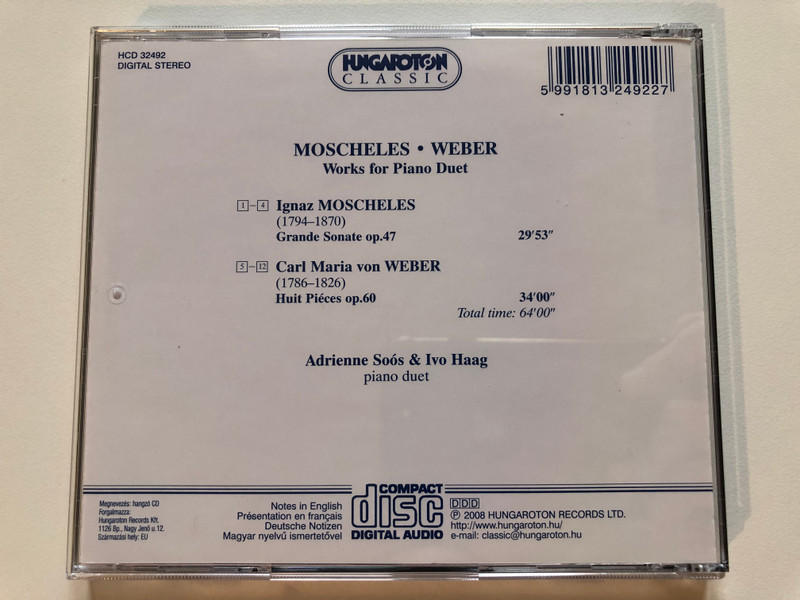 HCD 32492
DIGITAL STEREO
HUNGAROTON
CLASSIC
5 991813 249227
MOSCHELES • WEBER
Works for Piano Duet
1–4 Ignaz MOSCHELES
(1794–1870)
Grande Sonate op.47 29'53"
5–12 Carl Maria von WEBER
(1786–1826)
Huit Piéces op.60 34'00"
Total time: 64'00"
Adrienne Soós & Ivo Haag
piano duet
Megnevezés: hangzó CD
Forgalmazza:
Hungaroton Records Kft.
1126 Bp., Nagy Jenő u.12.
Származási hely: EU
Notes in English
Présentation en français
Deutsche Notizen
Magyar nyelvű ismertetővel
COMPACT
disc
DIGITAL AUDIO
DDD
℗ 2008 HUNGAROTON RECORDS LTD.
http://www.hungaroton.hu/
e-mail: classic@hungaroton.hu